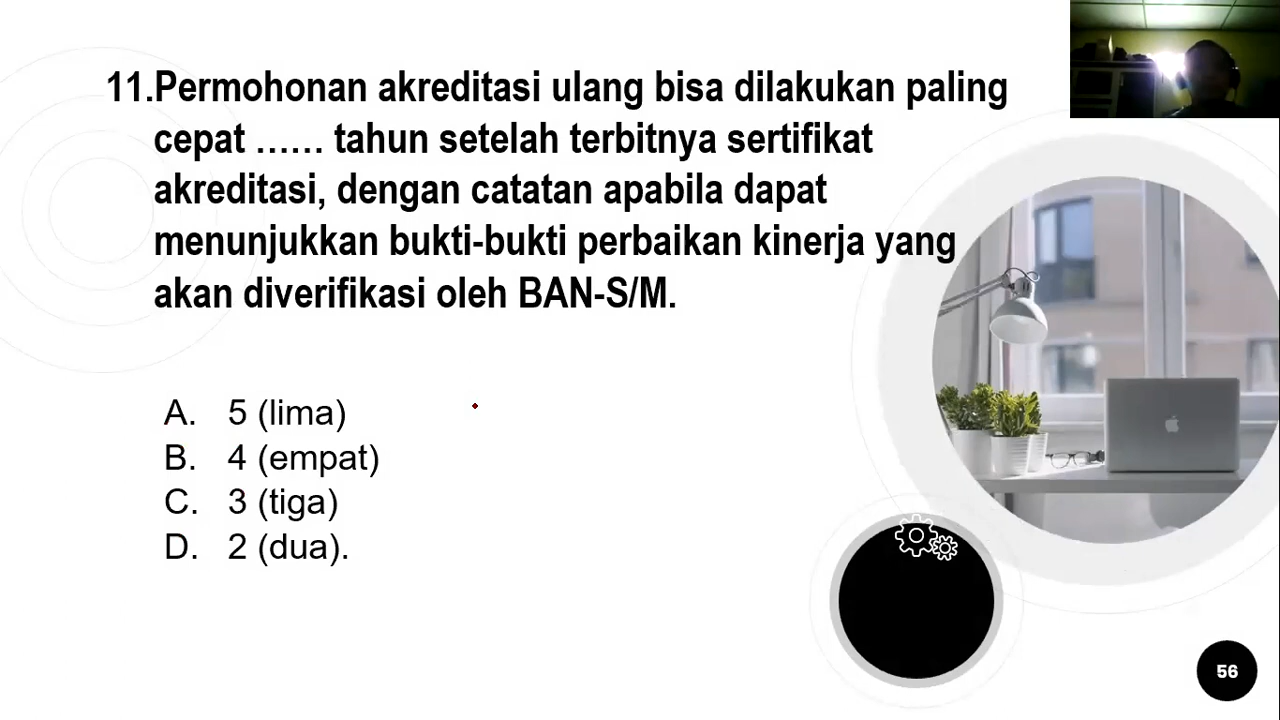 11.Permohonan akreditasi ulang bisa dilakukan paling
cepat ...... tahun setelah terbitnya sertifikat
akreditasi, dengan catatan apabila dapat
menunjukkan bukti-bukti perbaikan kinerja yang
akan diverifikasi oleh BAN-S/M.
A. 5 (lima)
B. 4 (empat)
C. 3 (tiga)
D. 2 (dua).
56